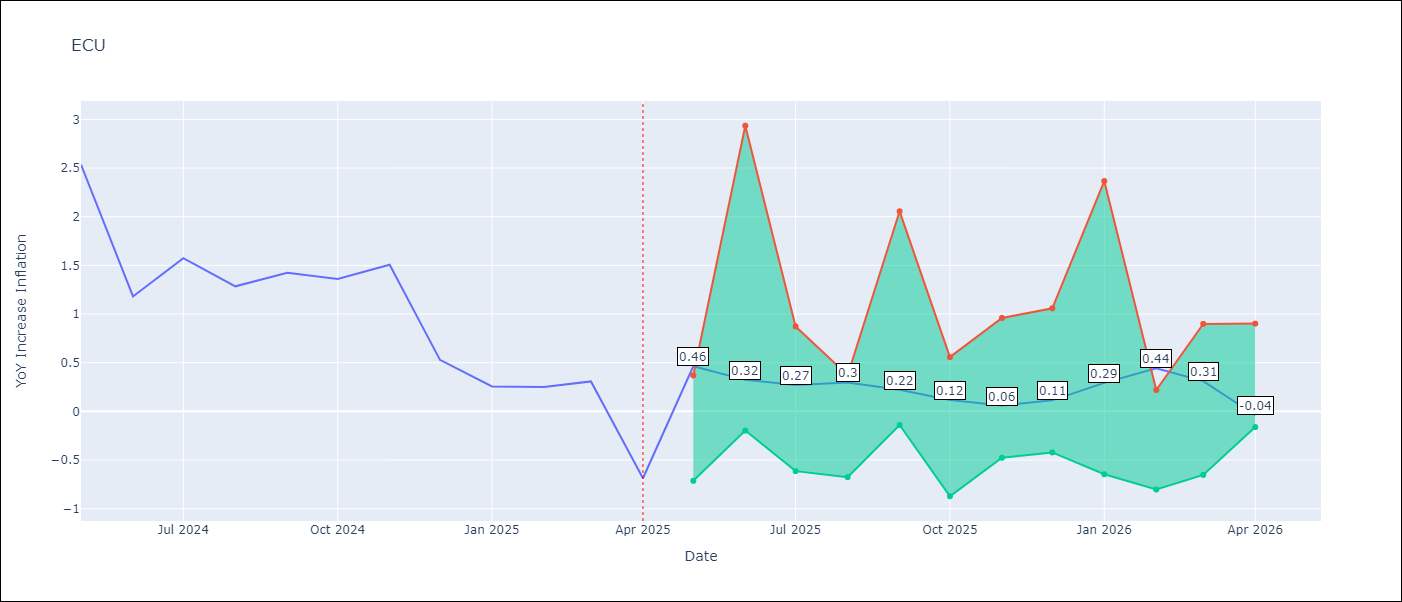 ECU
YoY Increase Inflation
3
2.5
2
1.5
1
0.5
0
−0.5
−1
0.46
0.32
0.27
0.3
0.22
0.12
0.06
0.11
0.29
0.44
0.31
-0.04
Jul 2024
Oct 2024
Jan 2025
Apr 2025
Jul 2025
Oct 2025
Jan 2026
Apr 2026
Date